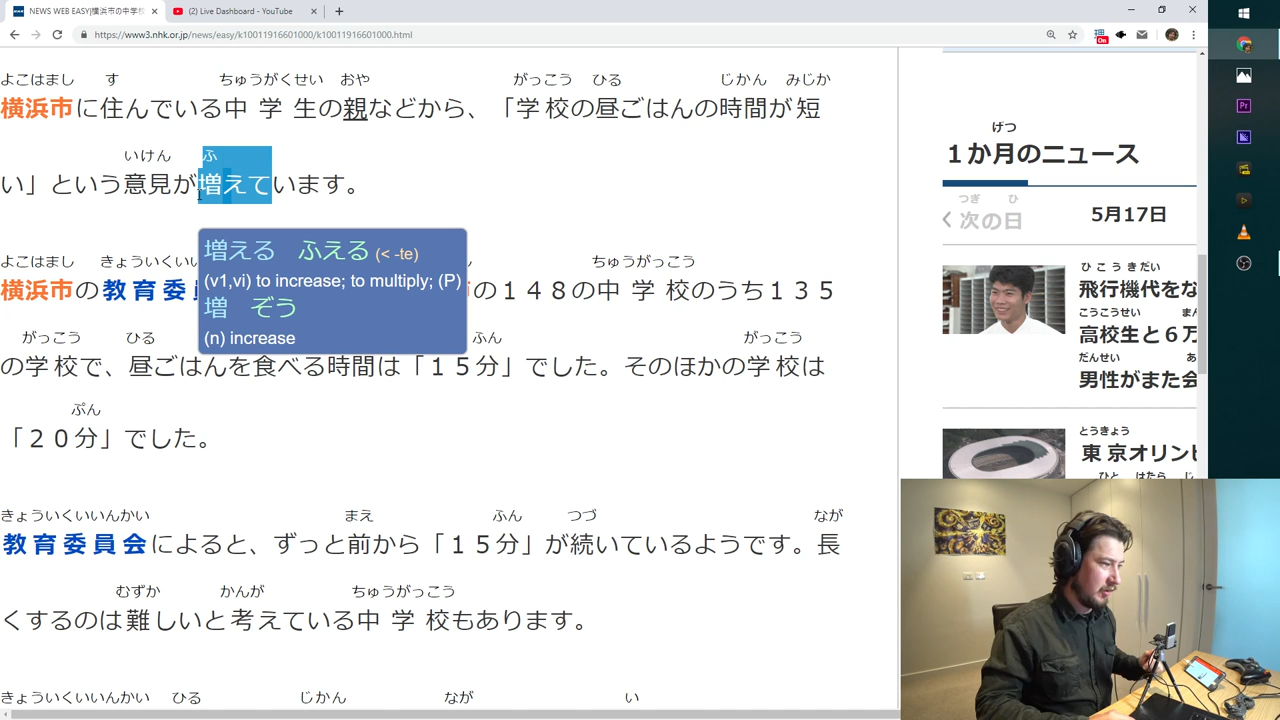 NEWS WEB EASY|横浜市の中学校
(2) Live Dashboard - YouTube
https://www3.nhk.or.jp/news/easy/k10011916601000/k10011916601000.html
On
よこはまし す ちゅうがくせい おや がっこう ひる じかん みじか
横浜市に住んでいる中学生の親などから、「学校の昼ごはんの時間が短
いけん ふ
い」という意見が増えています。
増える ふえる (< -te)
(v1,vi) to increase; to multiply; (P)
増 ぞう
(n) increase
よこはまし きょういくい ちゅうがっこう
横浜市の教育委 の148の中学校のうち135
がっこう ひる ふん がっこう
の学校で、昼ごはんを食べる時間は「15分」でした。そのほかの学校は
ぷん
「20分」でした。
きょういくいいんかい まえ ふん つづ なが
教育委員会によると、ずっと前から「15分」が続いているようです。長
むずか かんが ちゅうがっこう
くするのは難しいと考えている中学校もあります。
きょういくいいんかい ひる じかん なが い
げつ
1か月のニュース
つぎ ひ
次の日
5月17日
ひこうきだい
飛行機代をな
こうこうせい まん
高校生と6万
だんせい あ
男性がまた会
とうきょう
東京オリンピ
ひと はたら じ
Pr